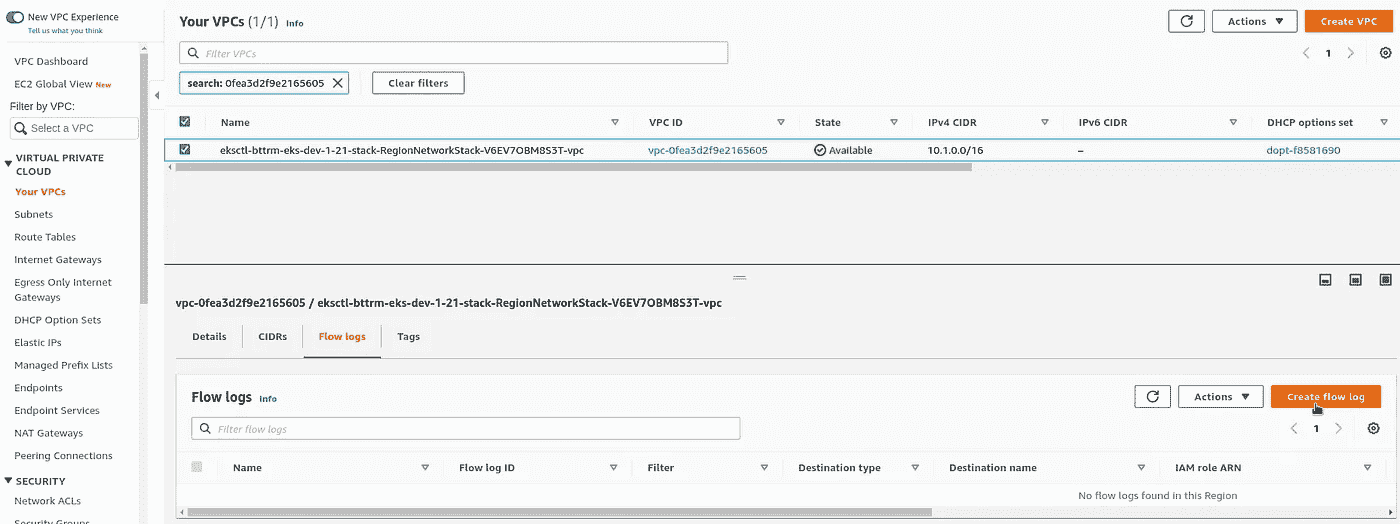 New VPC Experience
Tell us what you think
VPC Dashboard
EC2 Global View New
Filter by VPC:
Select a VPC
VIRTUAL PRIVATE
CLOUD
Your VPCs
Subnets
Route Tables
Internet Gateways
Egress Only Internet
Gateways
DHCP Option Sets
Elastic IPs
Managed Prefix Lists
Endpoints
Endpoint Services
NAT Gateways
Peering Connections
SECURITY
Network ACLs
Security Groups
Your VPCs (1/1) Info
Actions
Create VPC
Filter VPCs
1
search: 0fea3d2f9e2165605
Clear filters
Name VPC ID State IPv4 CIDR IPv6 CIDR DHCP options set
eksctl-bttrm-eks-dev-1-21-stack-RegionNetworkStack-V6EV7OBM8S3T-vpc vpc-0fea3d2f9e2165605 Available 10.1.0.0/16 – dopt-f8581690
vpc-0fea3d2f9e2165605 / eksctl-bttrm-eks-dev-1-21-stack-RegionNetworkStack-V6EV7OBM8S3T-vpc
Details CIDRs Flow logs Tags
Flow logs Info
Actions
Create flow log
Filter flow logs
1
Name Flow log ID Filter Destination type Destination name IAM role ARN
No flow logs found in this Region